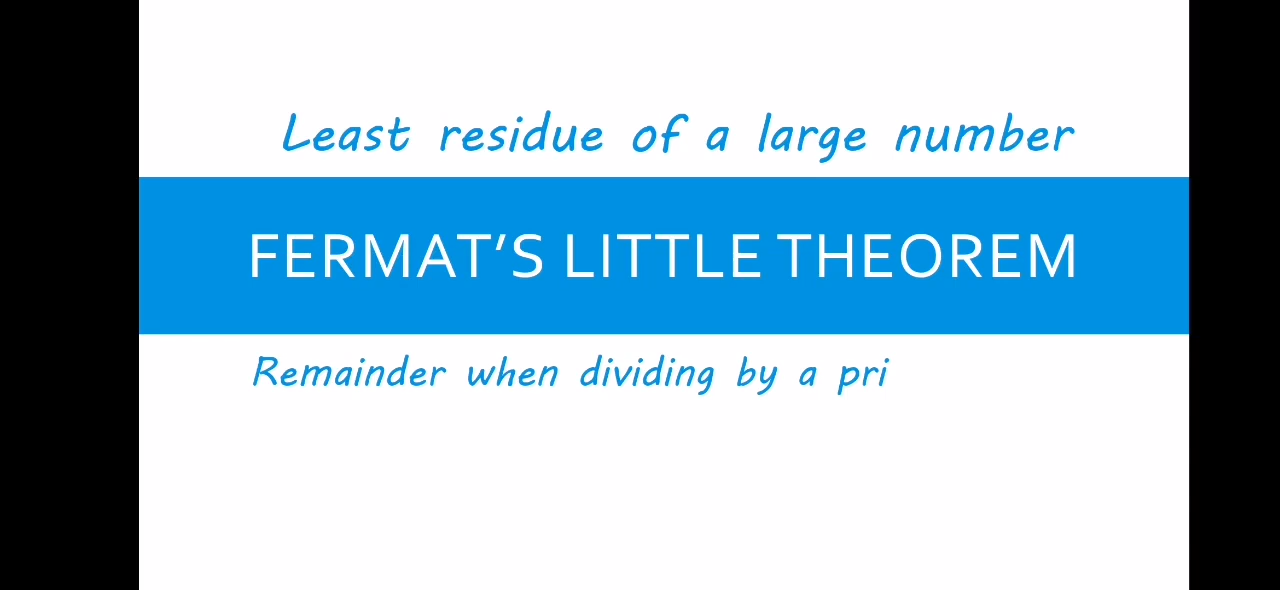 Least residue of a large number
FERMAT’S LITTLE THEOREM
Remainder when dividing by a pri